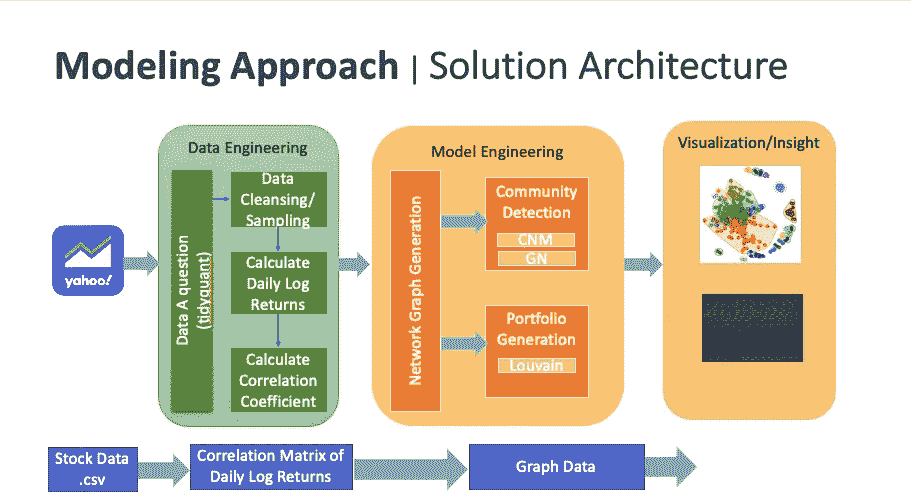 Modeling Approach | Solution Architecture
Data Engineering
Data A question
(tidyquant)
Data
Cleansing/
Sampling
Calculate
Daily Log
Returns
Calculate
Correlation
Coefficient
yahoo!
Model Engineering
Network Graph Generation
Community
Detection
CNM
GN
Portfolio
Generation
Louvain
Visualization/Insight
Stock Data
.csv
Correlation Matrix of
Daily Log Returns
Graph Data